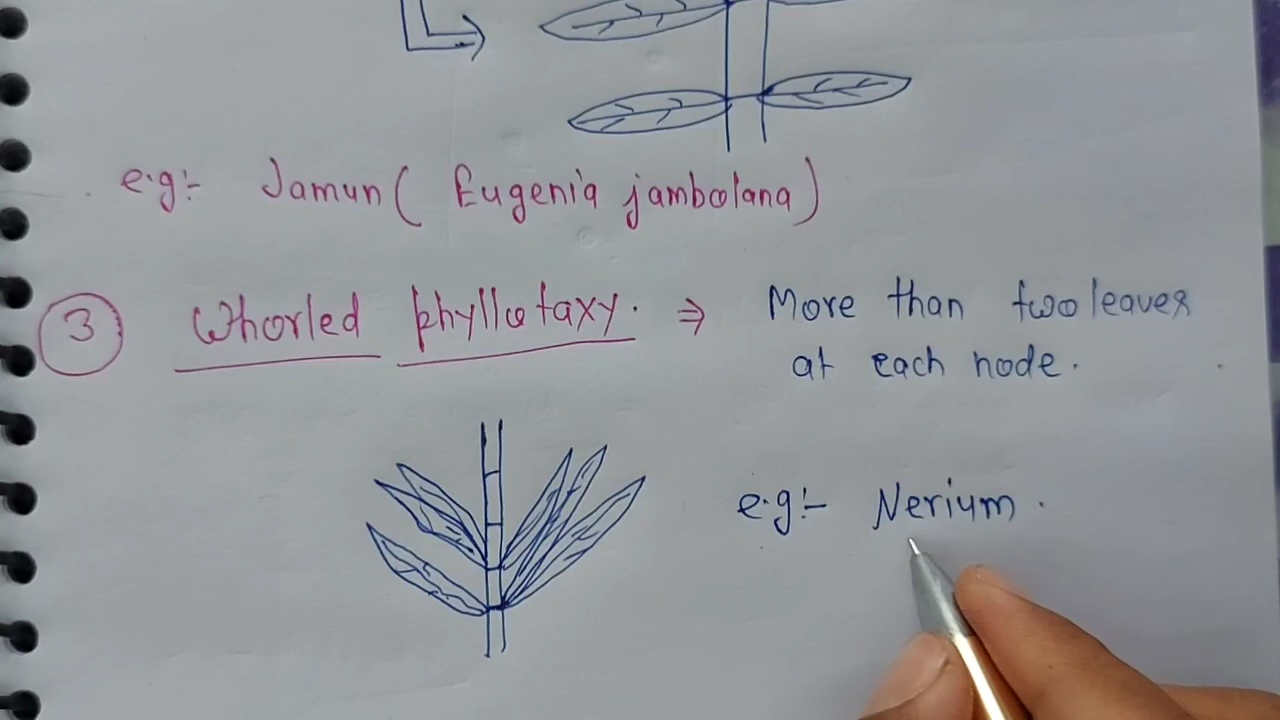 e.g:- Jamun ( Eugenia jambolana )
3 Whorled phyllotaxy. ⇒ More than two leaves
at each node.
e.g:- Nerium.